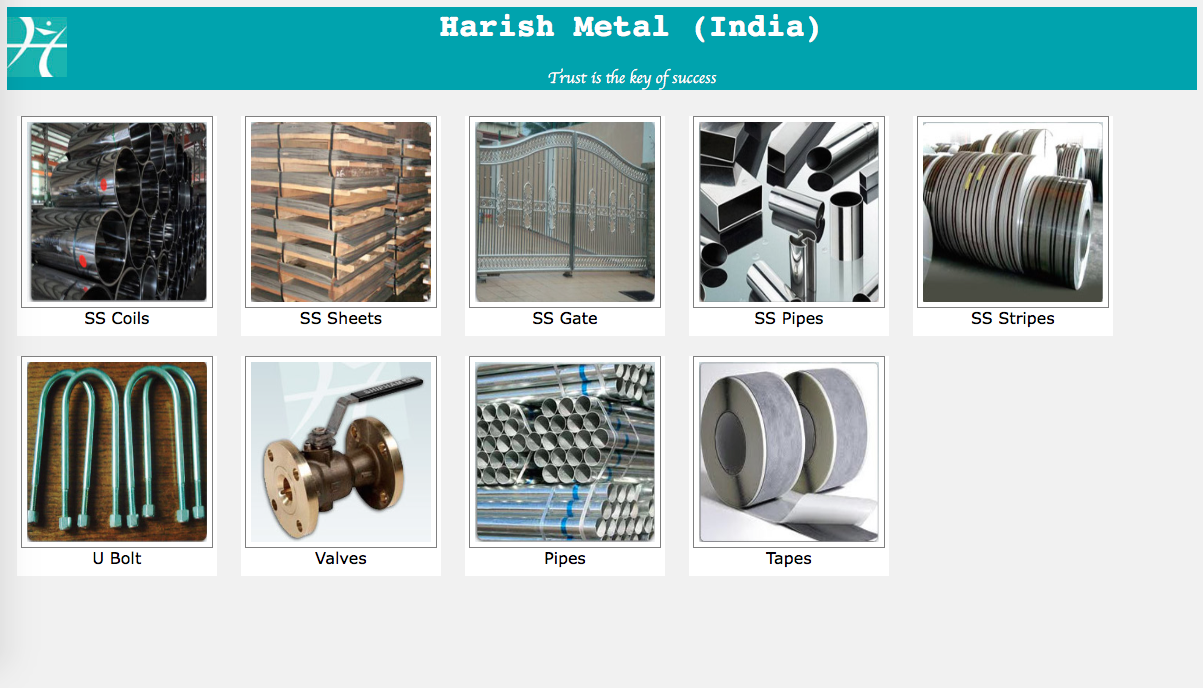 Harish Metal (India)
Trust is the key of success
SS Coils
SS Sheets
SS Gate
SS Pipes
SS Stripes
U Bolt
Valves
Pipes
Tapes